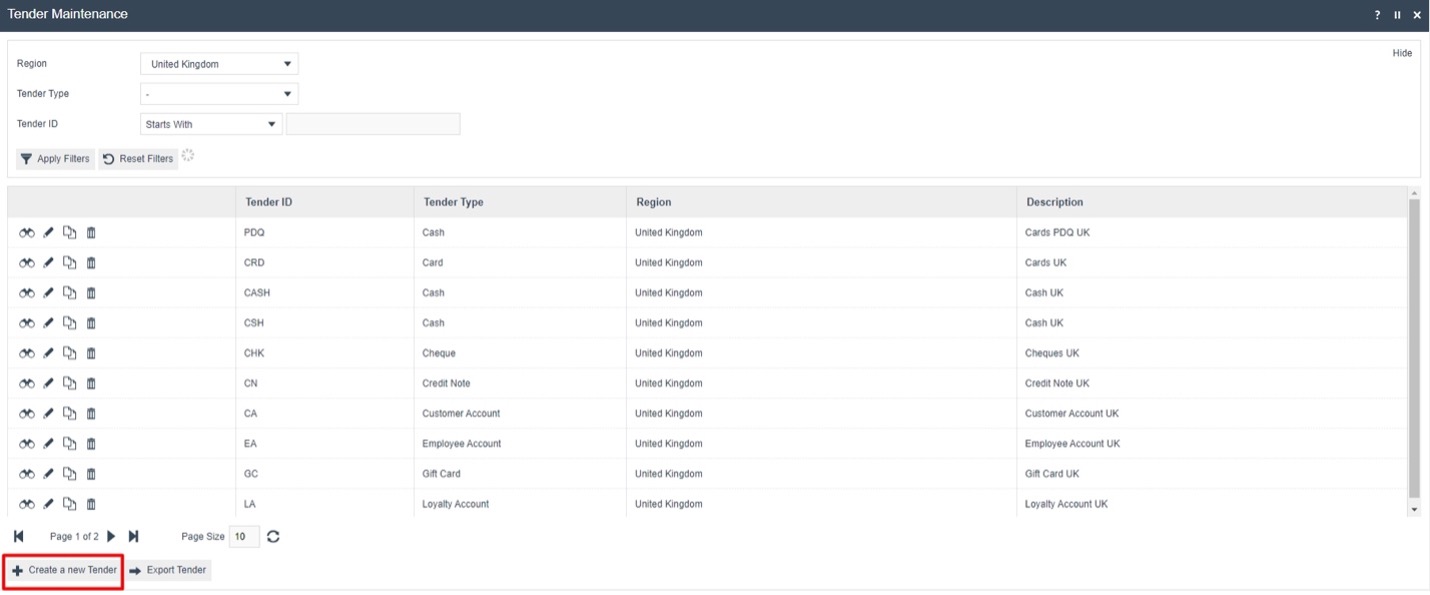 Tender Maintenance ?
Hide
Region United Kingdom
Tender Type -
Tender ID Starts With
Apply Filters Reset Filters
Tender ID Tender Type Region Description
PDQ Cash United Kingdom Cards PDQ UK
CRD Card United Kingdom Cards UK
CASH Cash United Kingdom Cash UK
CSH Cash United Kingdom Cash UK
CHK Cheque United Kingdom Cheques UK
CN Credit Note United Kingdom Credit Note UK
CA Customer Account United Kingdom Customer Account UK
EA Employee Account United Kingdom Employee Account UK
GC Gift Card United Kingdom Gift Card UK
LA Loyalty Account United Kingdom Loyalty Account UK
Page 1 of 2 Page Size 10
Create a new Tender Export Tender